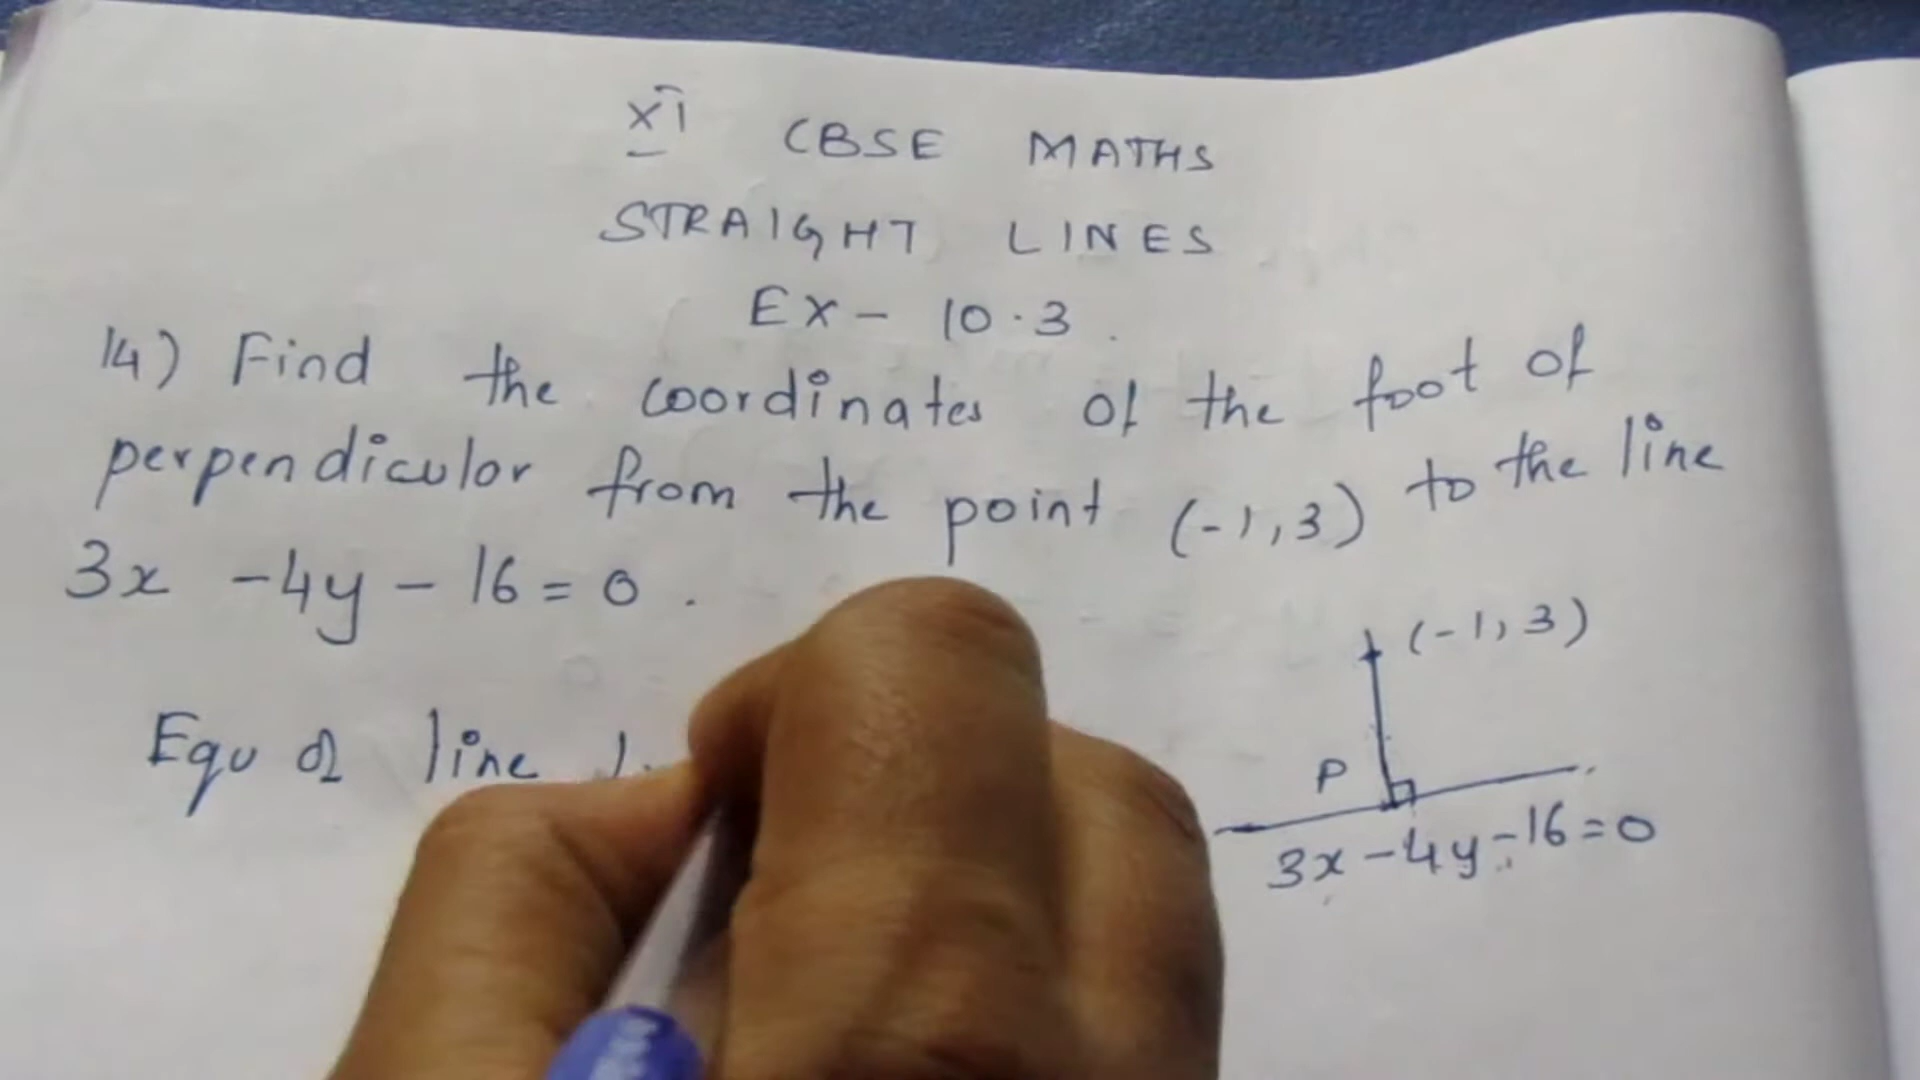 XI CBSE MATHS
STRAIGHT LINES
EX - 10.3.
14) Find the coordinates of the foot of
perpendiculor from the point (-1, 3) to the line
3x - 4y - 16 = 0.
(-1, 3)
Equ of line
P
3x - 4y - 16 = 0